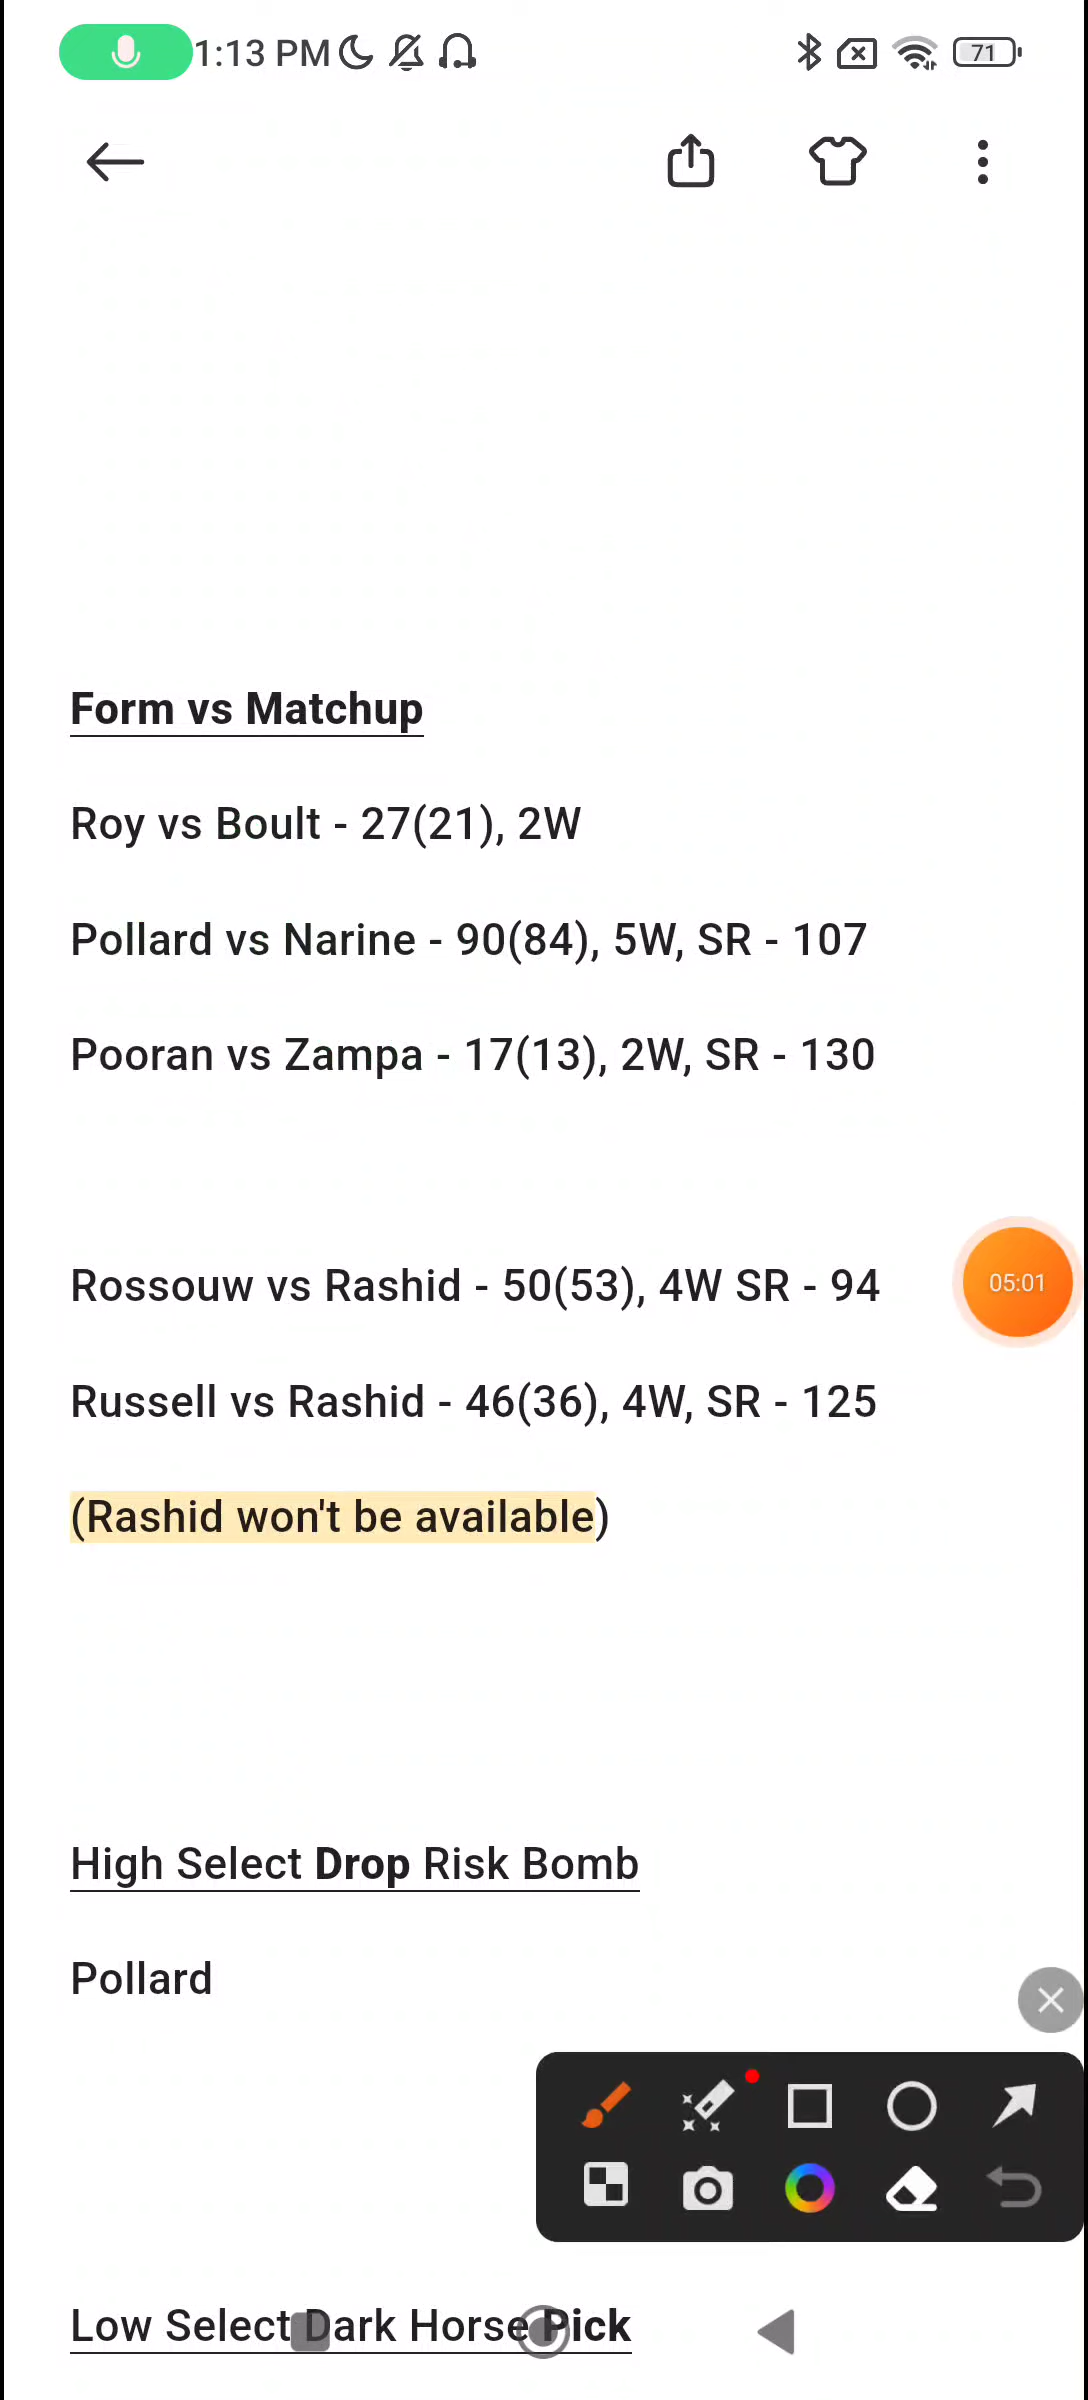 1:13 PM
71
Form vs Matchup
Roy vs Boult - 27(21), 2W
Pollard vs Narine - 90(84), 5W, SR - 107
Pooran vs Zampa - 17(13), 2W, SR - 130
Rossouw vs Rashid - 50(53), 4W SR - 94
05:01
Russell vs Rashid - 46(36), 4W, SR - 125
(Rashid won't be available)
High Select Drop Risk Bomb
Pollard
Low Select Dark Horse Pick